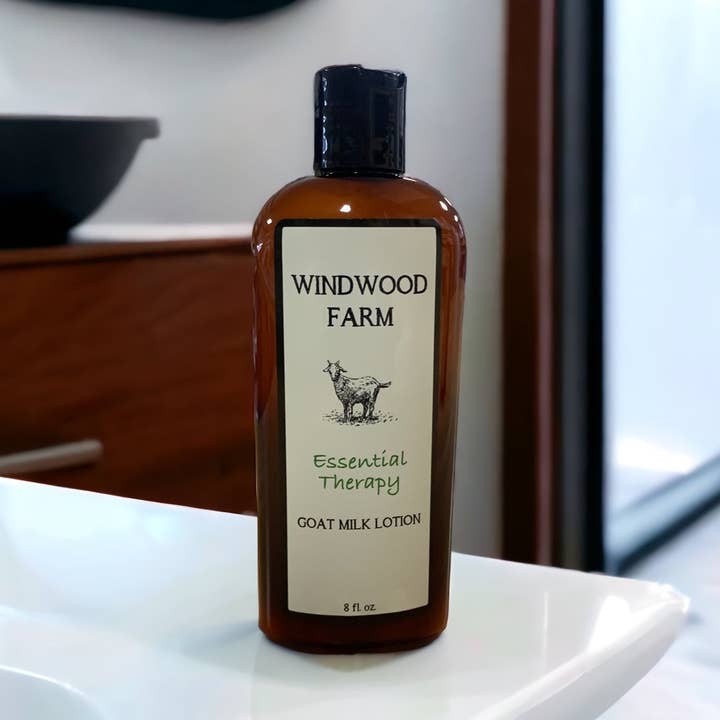 WINDWOOD
FARM
Essential
Therapy
GOAT MILK LOTION
8 fl. oz.